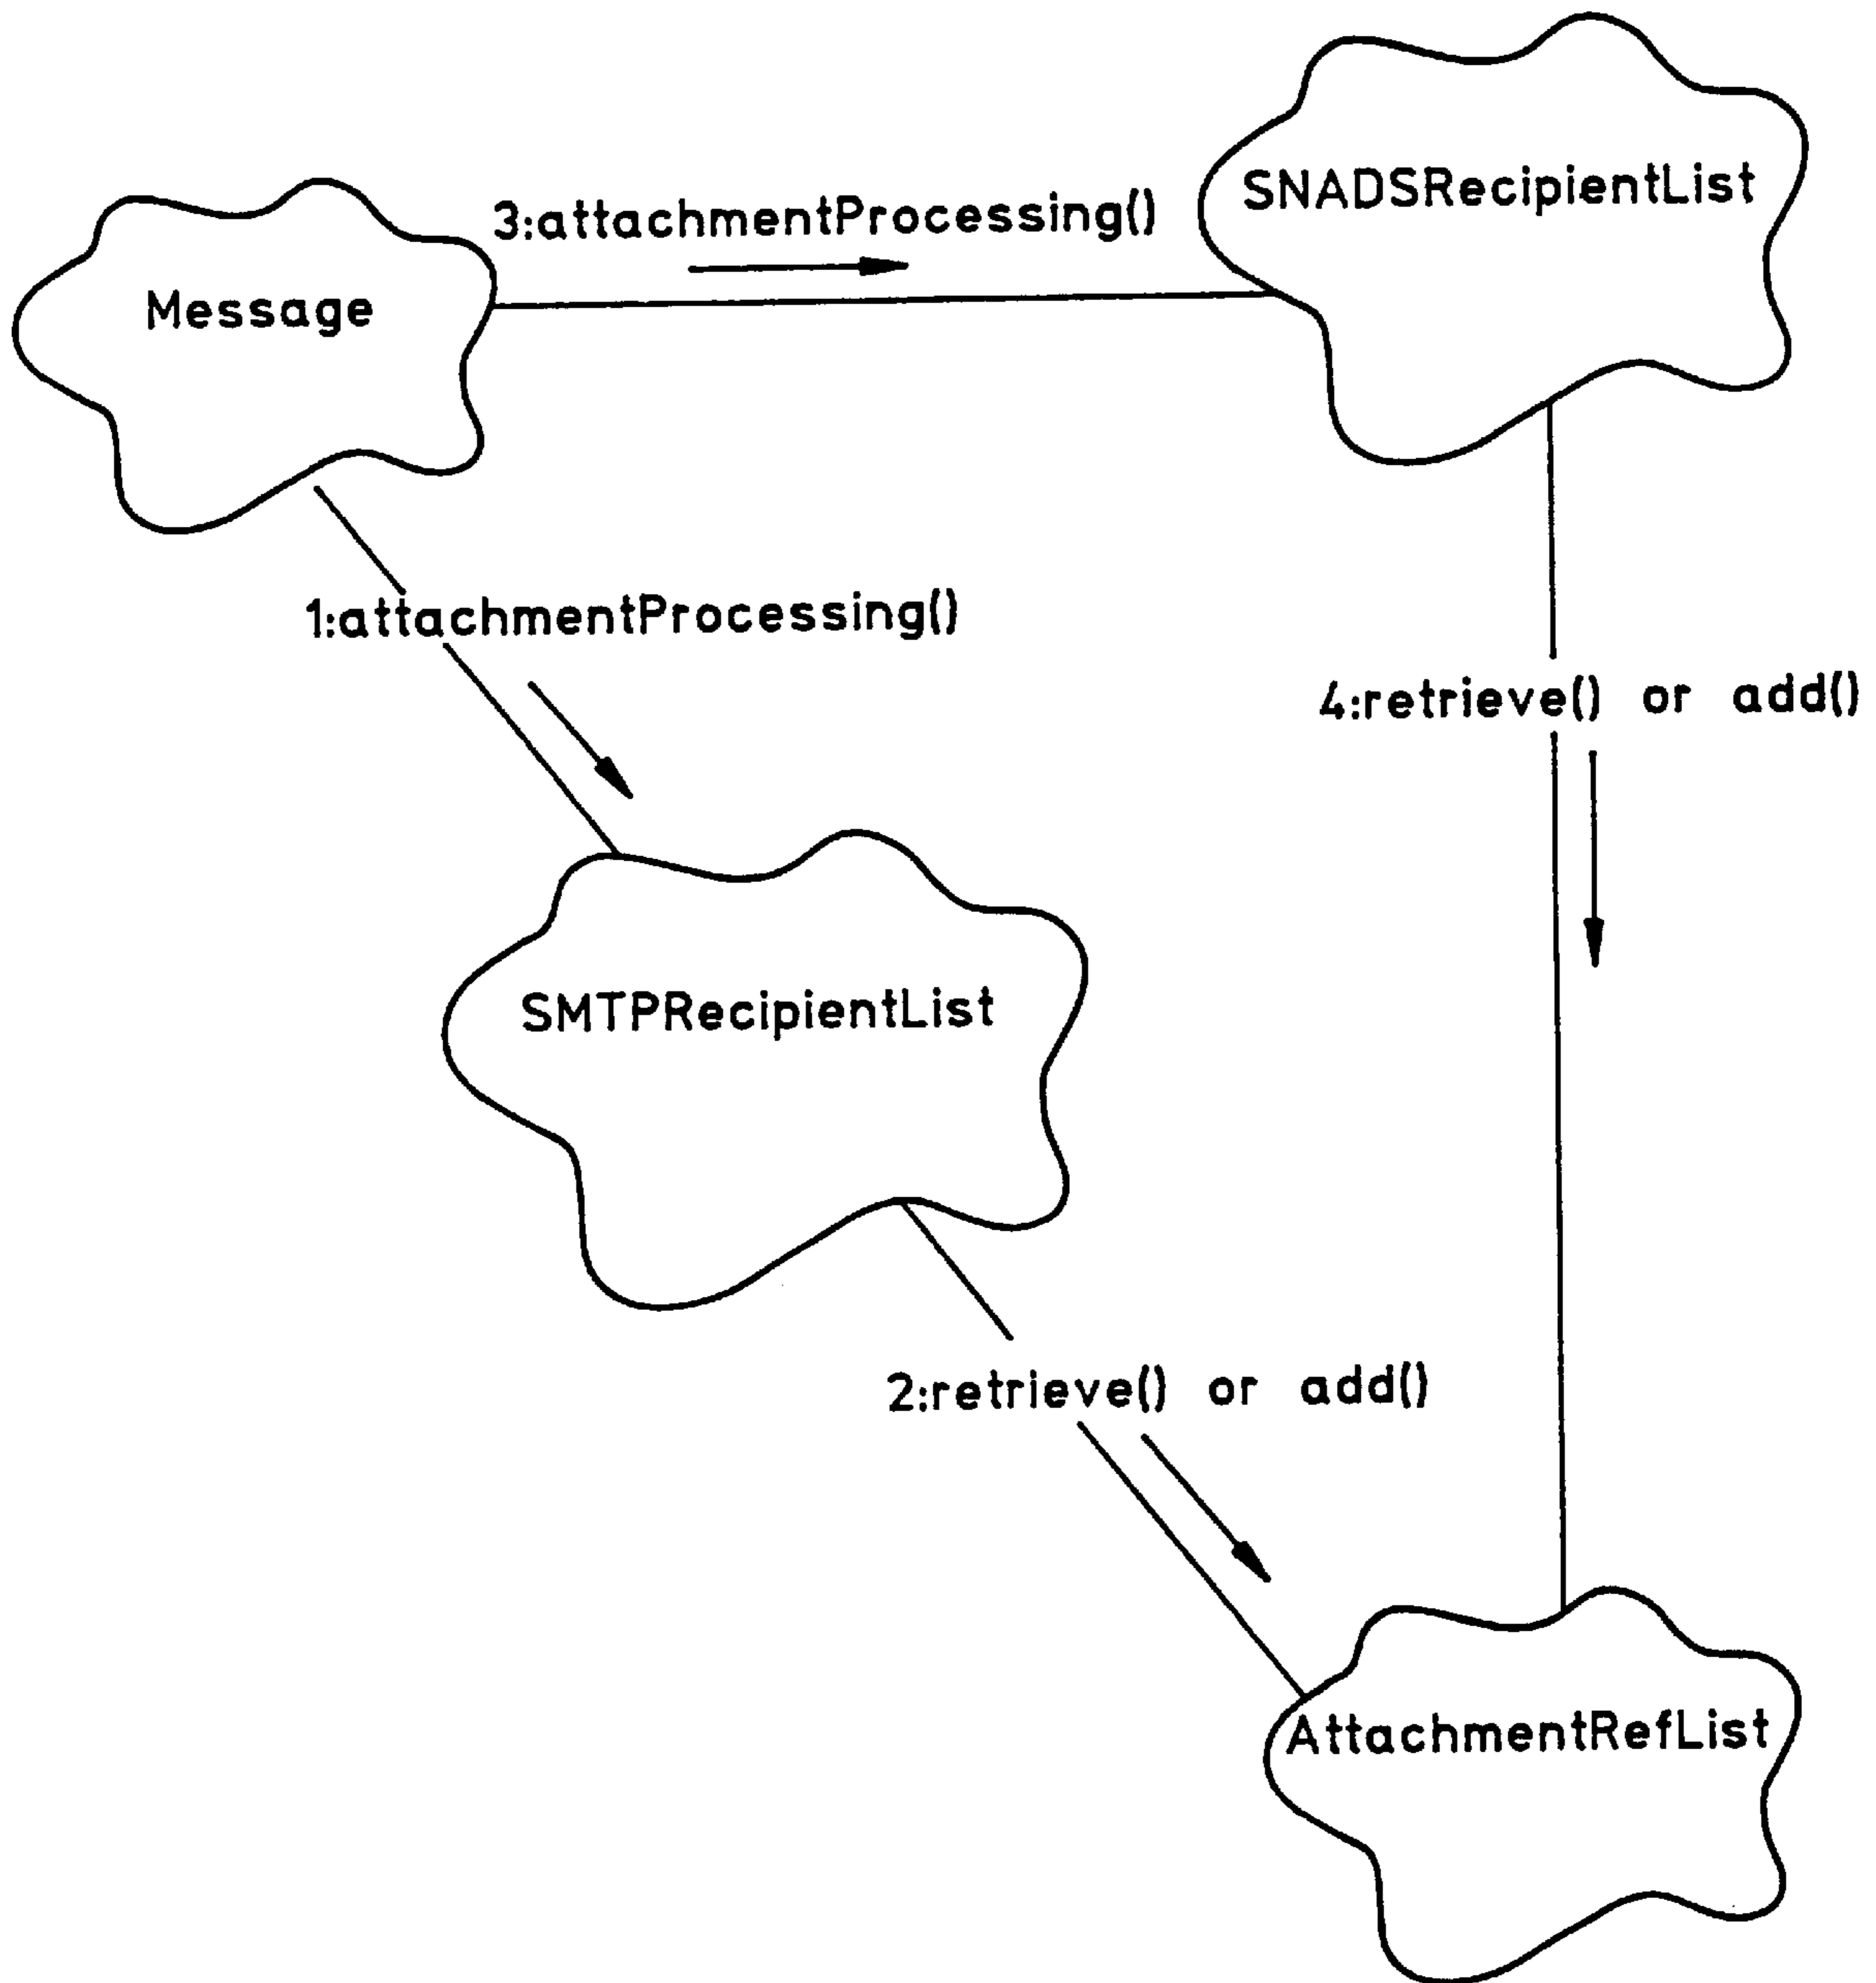 SNADSRecipientList
3:attachmentProcessing()
Message
1:attachmentProcessing()
4:retrieve() or add()
SMTPRecipientList
2:retrieve() or add()
AttachmentRefList